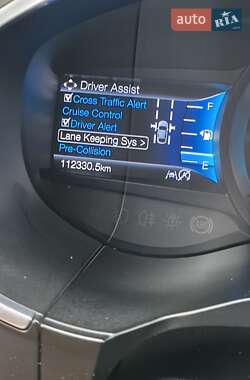 auto RIA
Driver Assist
Cross Traffic Alert
Cruise Control
Driver Alert
Lane Keeping Sys >
Pre-Collision
112330.5km
F
E